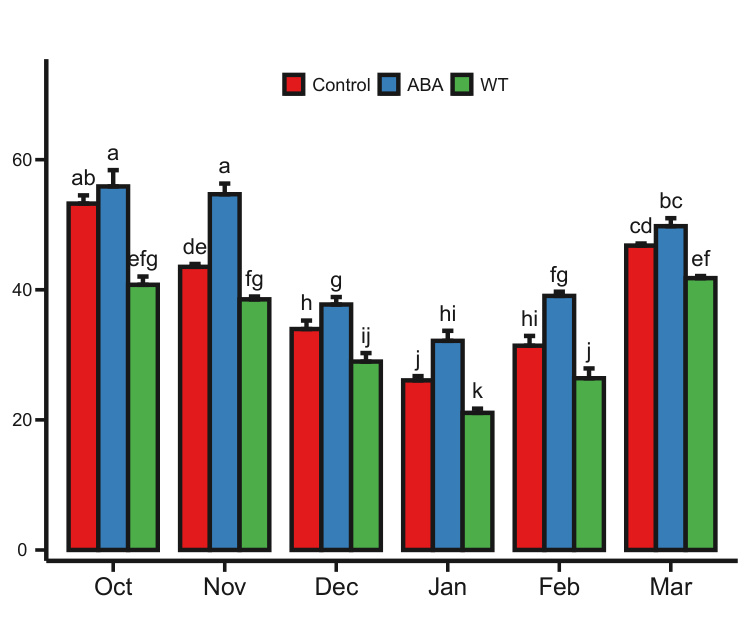 Control ABA WT
60
40
20
0
ab a efg
de a fg
h g ij
j hi k
hi fg j
cd bc ef
Oct Nov Dec Jan Feb Mar